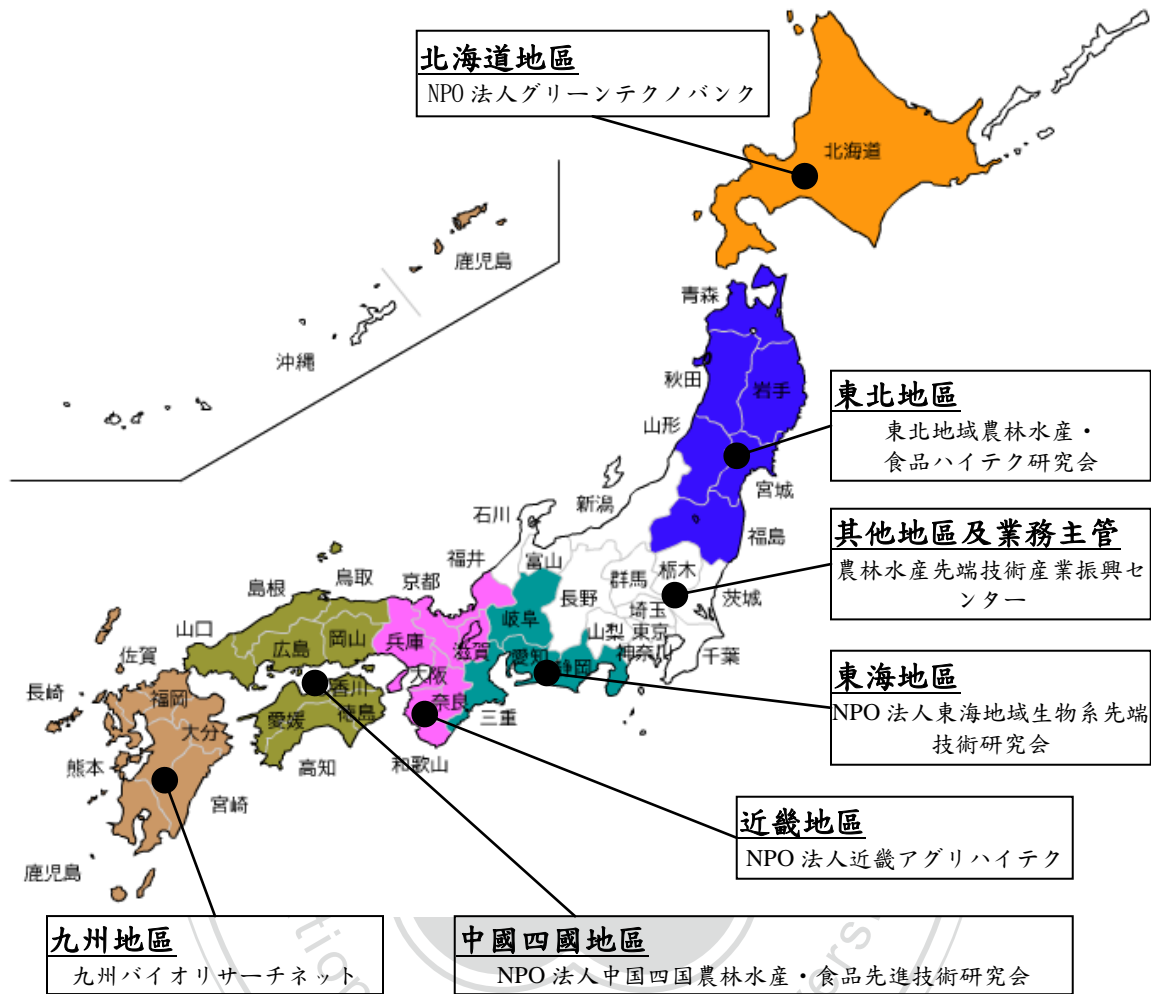 北海道地區
NPO 法人グリーンテクノバンク
北海道
鹿児島
沖縄
青森
秋田
岩手
山形
宮城
新潟
福島
東北地區
東北地域農林水産・
食品ハイテク研究会
石川
富山
福井
群馬
栃木
茨城
長野
埼玉
山梨
東京
神奈川
千葉
岐阜
愛知
静岡
三重
其他地區及業務主管
農林水産先端技術産業振興セ
ンター
東海地區
NPO 法人東海地域生物系先端
技術研究会
京都
兵庫
滋賀
大阪
奈良
和歌山
鳥取
島根
岡山
広島
山口
香川
徳島
愛媛
高知
佐賀
長崎
福岡
大分
熊本
宮崎
鹿児島
近畿地區
NPO 法人近畿アグリハイテク
九州地區
九州バイオリサーチネット
中國四國地區
NPO 法人中国四国農林水産・食品先進技術研究会